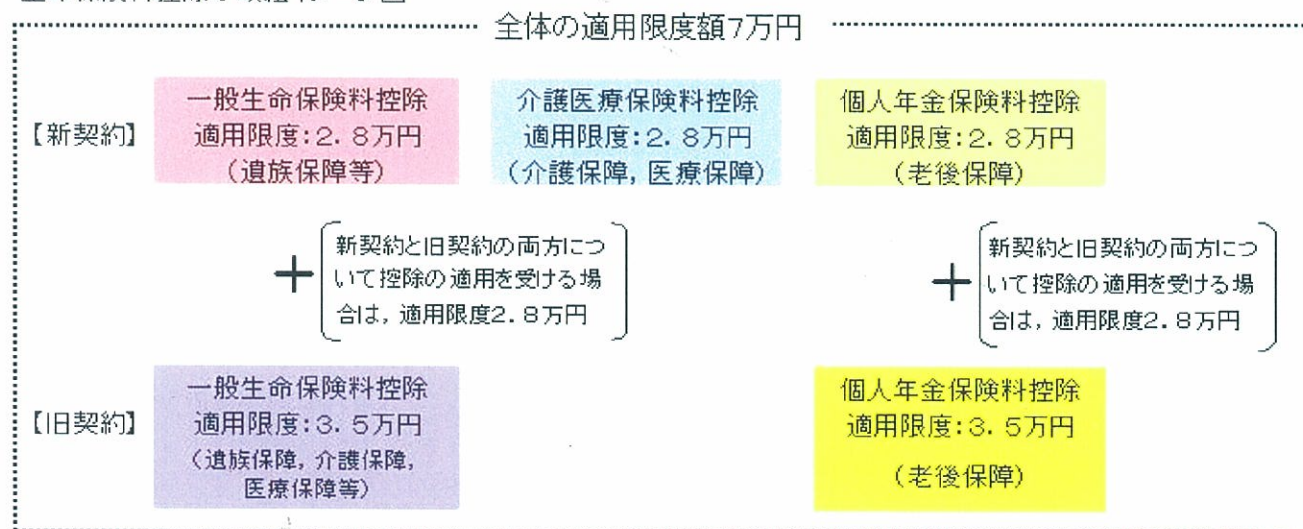 全体の適用限度額7万円
【新契約】
一般生命保険料控除
適用限度:2.8万円
(遺族保障等)
介護医療保険料控除
適用限度:2.8万円
(介護保障,医療保障)
個人年金保険料控除
適用限度:2.8万円
(老後保障)
+
新契約と旧契約の両方につ
いて控除の適用を受ける場
合は,適用限度2.8万円
+
新契約と旧契約の両方につ
いて控除の適用を受ける場
合は,適用限度2.8万円
【旧契約】
一般生命保険料控除
適用限度:3.5万円
(遺族保障,介護保障,
医療保障等)
個人年金保険料控除
適用限度:3.5万円
(老後保障)